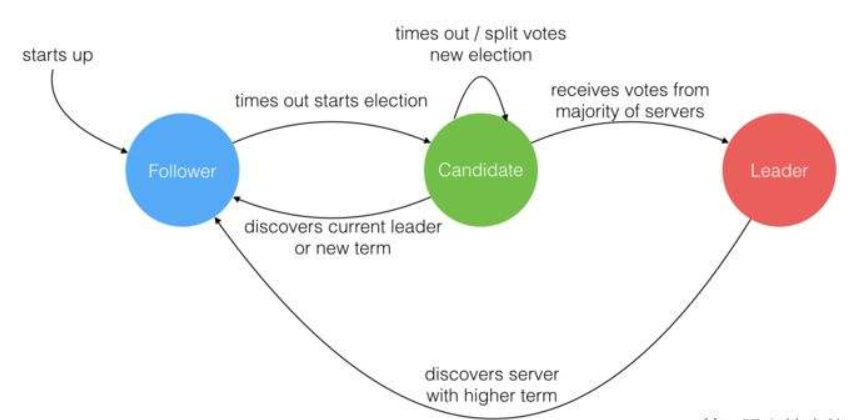 starts up
times out / split votes
new election
times out starts election
receives votes from
majority of servers
Follower
Candidate
Leader
discovers current leader
or new term
discovers server
with higher term